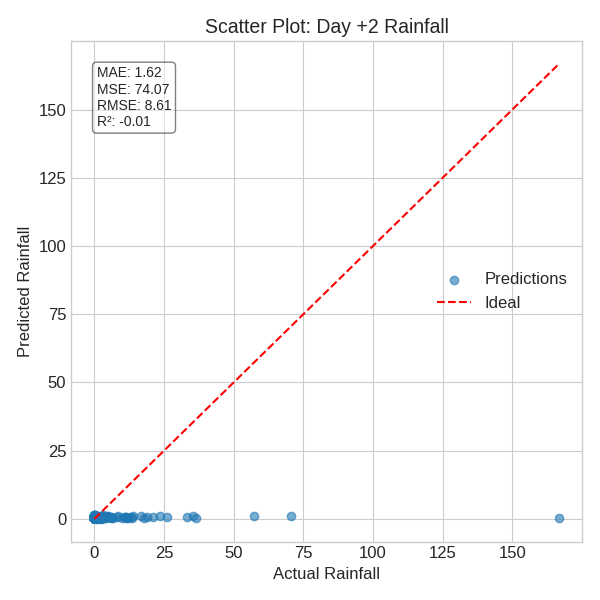 Scatter Plot: Day +2 Rainfall
MAE: 1.62
MSE: 74.07
RMSE: 8.61
R²: -0.01
Predicted Rainfall
150
125
100
75
50
25
0
Predictions
Ideal
0 25 50 75 100 125 150
Actual Rainfall